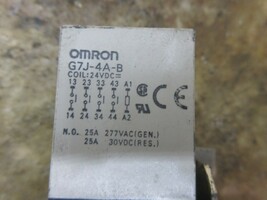 OMRON
G7J-4A-B
COIL:24VDC=
13 23 33 43 A1
14 24 34 44 A2
N.O. 25A 277VAC(GEN.)
25A 30VDC(RES.)